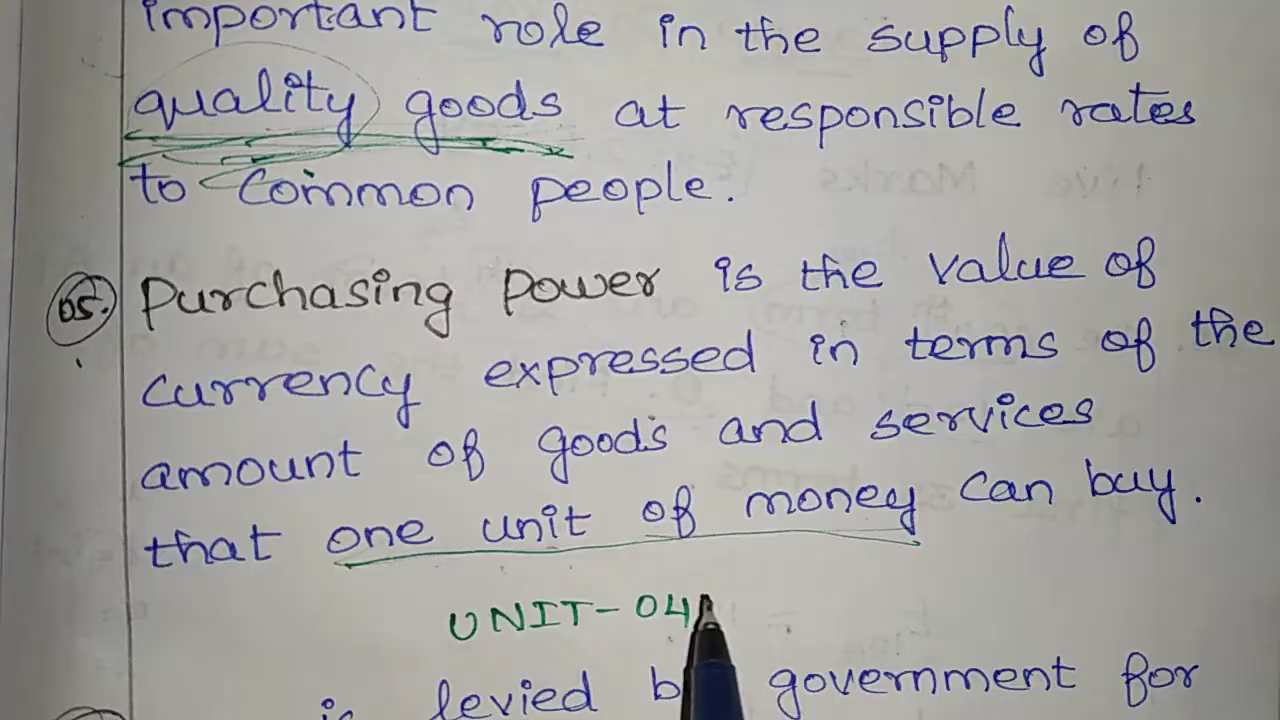 important role in the supply of
quality goods at responsible rates
to common people.
05. Purchasing power is the value of
currency expressed in terms of the
amount of goods and services
that one unit of money can buy.
UNIT-04
is levied by government for